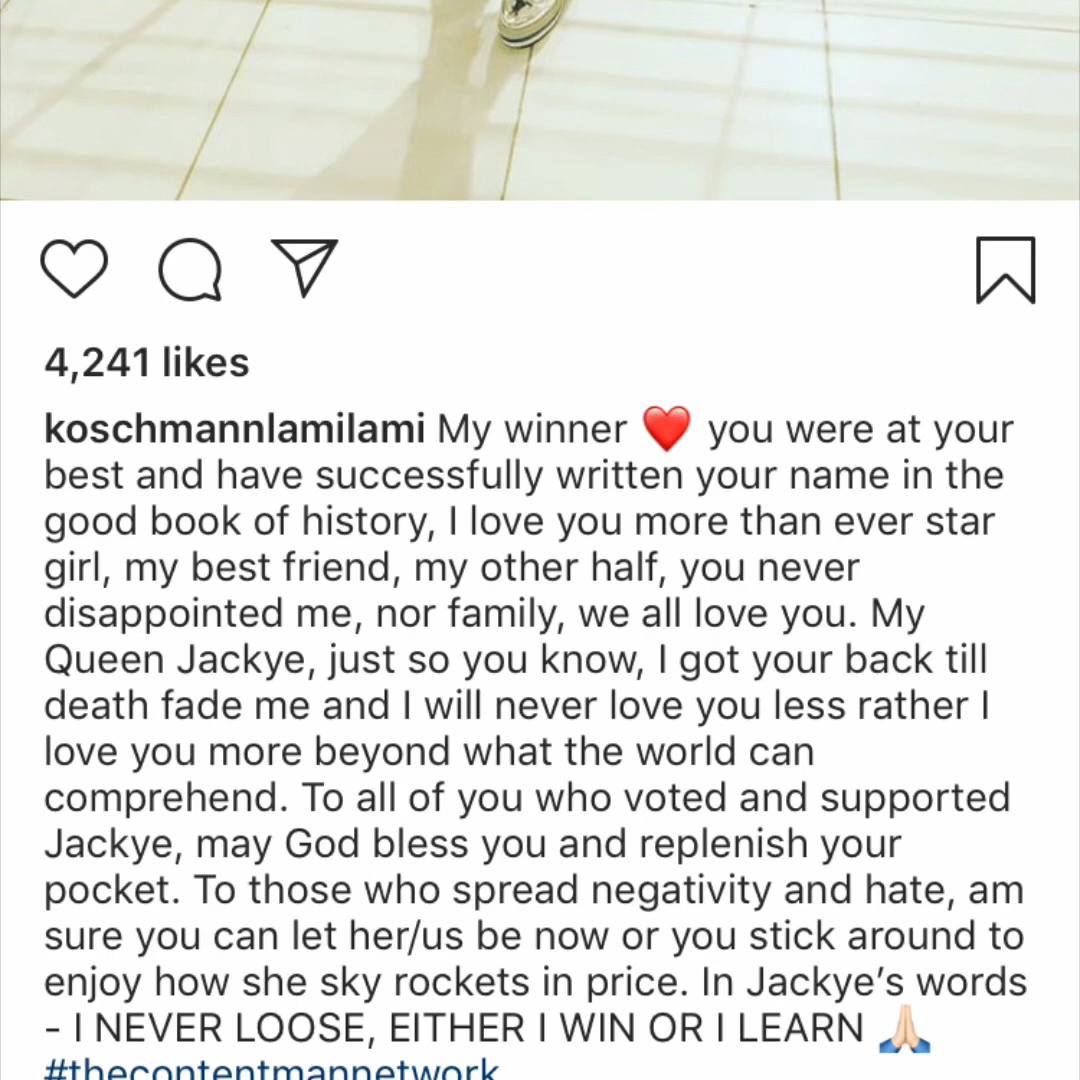 4,241 likes
koschmannlamilami My winner ❤️ you were at your
best and have successfully written your name in the
good book of history, I love you more than ever star
girl, my best friend, my other half, you never
disappointed me, nor family, we all love you. My
Queen Jackye, just so you know, I got your back till
death fade me and I will never love you less rather I
love you more beyond what the world can
comprehend. To all of you who voted and supported
Jackye, may God bless you and replenish your
pocket. To those who spread negativity and hate, am
sure you can let her/us be now or you stick around to
enjoy how she sky rockets in price. In Jackye’s words
- I NEVER LOOSE, EITHER I WIN OR I LEARN 🙏🏻
#thecontentmannetwork